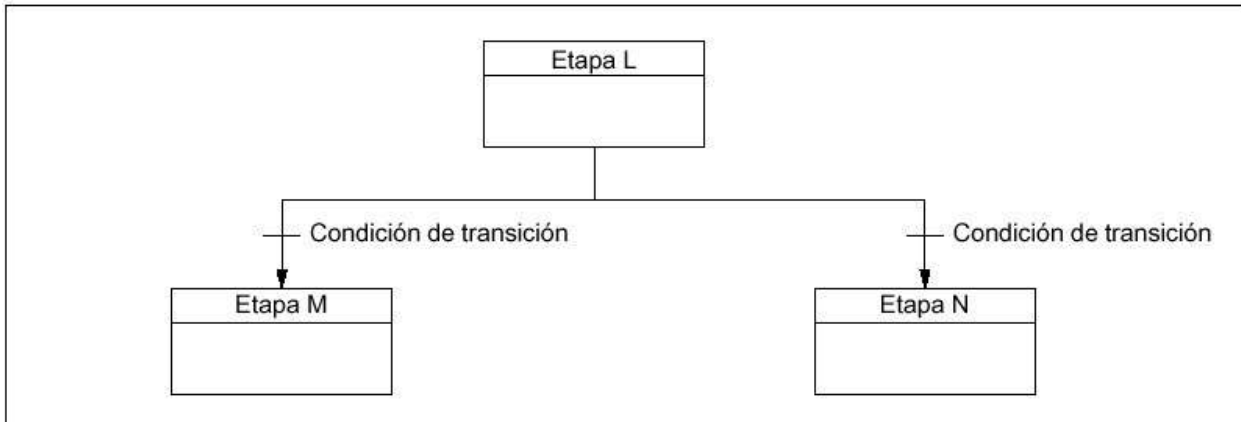 Etapa L
Condición de transición
Condición de transición
Etapa M
Etapa N